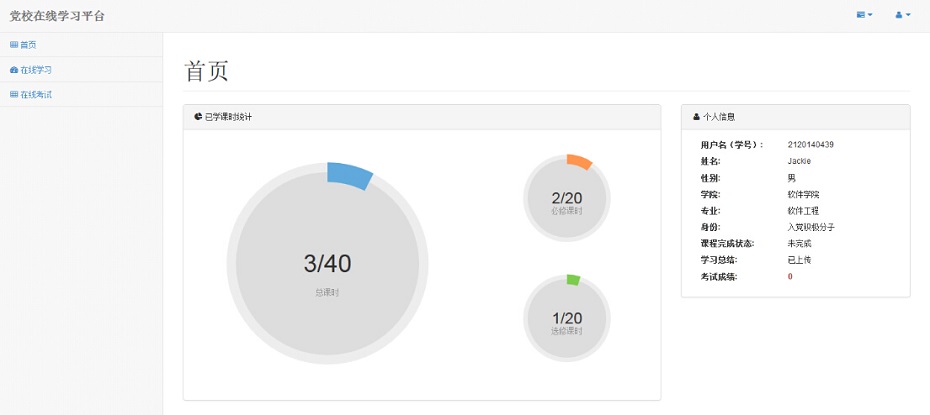 党校在线学习平台
首页
在线学习
在线考试
首页
已学课时统计
3/40
总课时
2/20
公修课时
1/20
选修课时
个人信息
用户名（学号）: 2120140439
姓名: Jackie
性别: 男
学院: 软件学院
专业: 软件工程
身份: 入党积极分子
课程完成状态: 未完成
学习总结: 已上传
考试成绩: 0